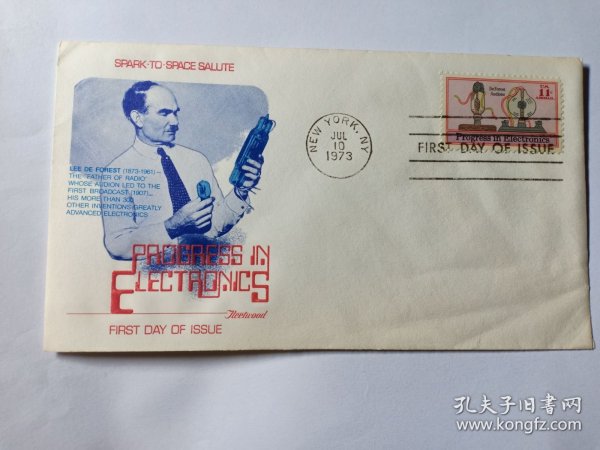 SPARK-TO-SPACE SALUTE
LEE DE FOREST (1873-1961)—
THE "FATHER OF RADIO"
WHOSE AUDION LED TO THE
FIRST BROADCAST (1907)...
HIS MORE THAN 300
OTHER INVENTIONS GREATLY
ADVANCED ELECTRONICS
PROGRESS IN
ELECTRONICS
Fleetwood
FIRST DAY OF ISSUE
NEW YORK, NY
JUL
10
1973
DeForest
Audions
U.S.
11c
AIRMAIL
Progress in Electronics
FIRST DAY OF ISSUE
孔夫子旧书网
www.kongfz.com